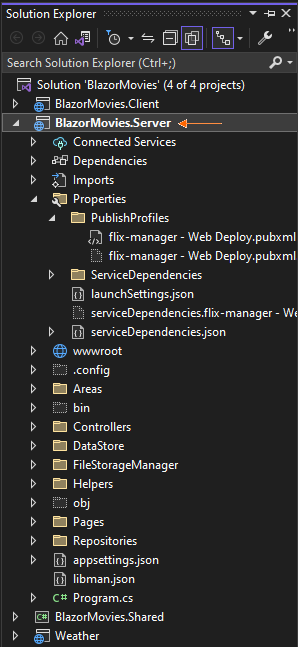 Solution Explorer
Search Solution Explorer (Ctrl+;)
Solution 'BlazorMovies' (4 of 4 projects)
BlazorMovies.Client
BlazorMovies.Server
Connected Services
Dependencies
Imports
Properties
PublishProfiles
flix-manager - Web Deploy.pubxml
flix-manager - Web Deploy.pubxml
ServiceDependencies
launchSettings.json
serviceDependencies.flix-manager - We
serviceDependencies.json
wwwroot
.config
Areas
bin
Controllers
DataStore
FileStorageManager
Helpers
obj
Pages
Repositories
appsettings.json
libman.json
C# Program.cs
C# BlazorMovies.Shared
Weather